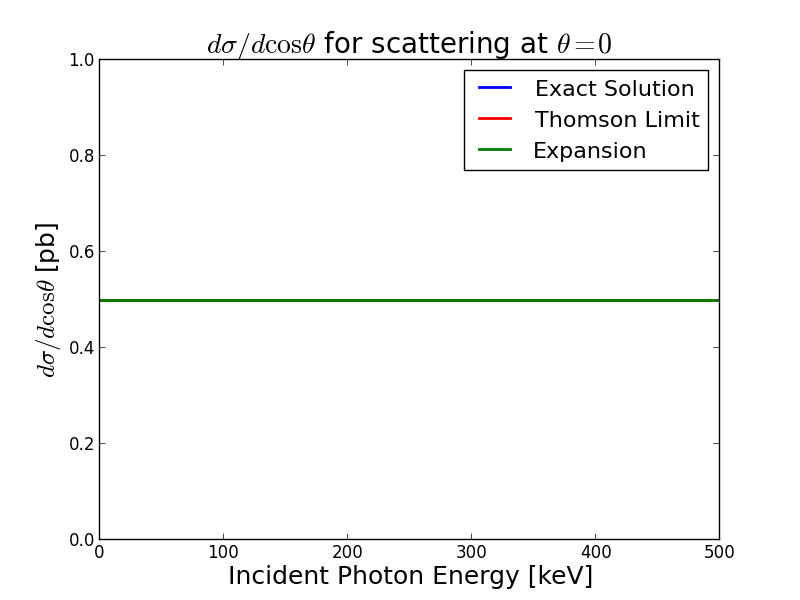 dσ/dcosθ for scattering at θ=0
1.0
0.8
0.6
0.4
0.2
0.0
dσ/dcosθ [pb]
Exact Solution
Thomson Limit
Expansion
0 100 200 300 400 500
Incident Photon Energy [keV]